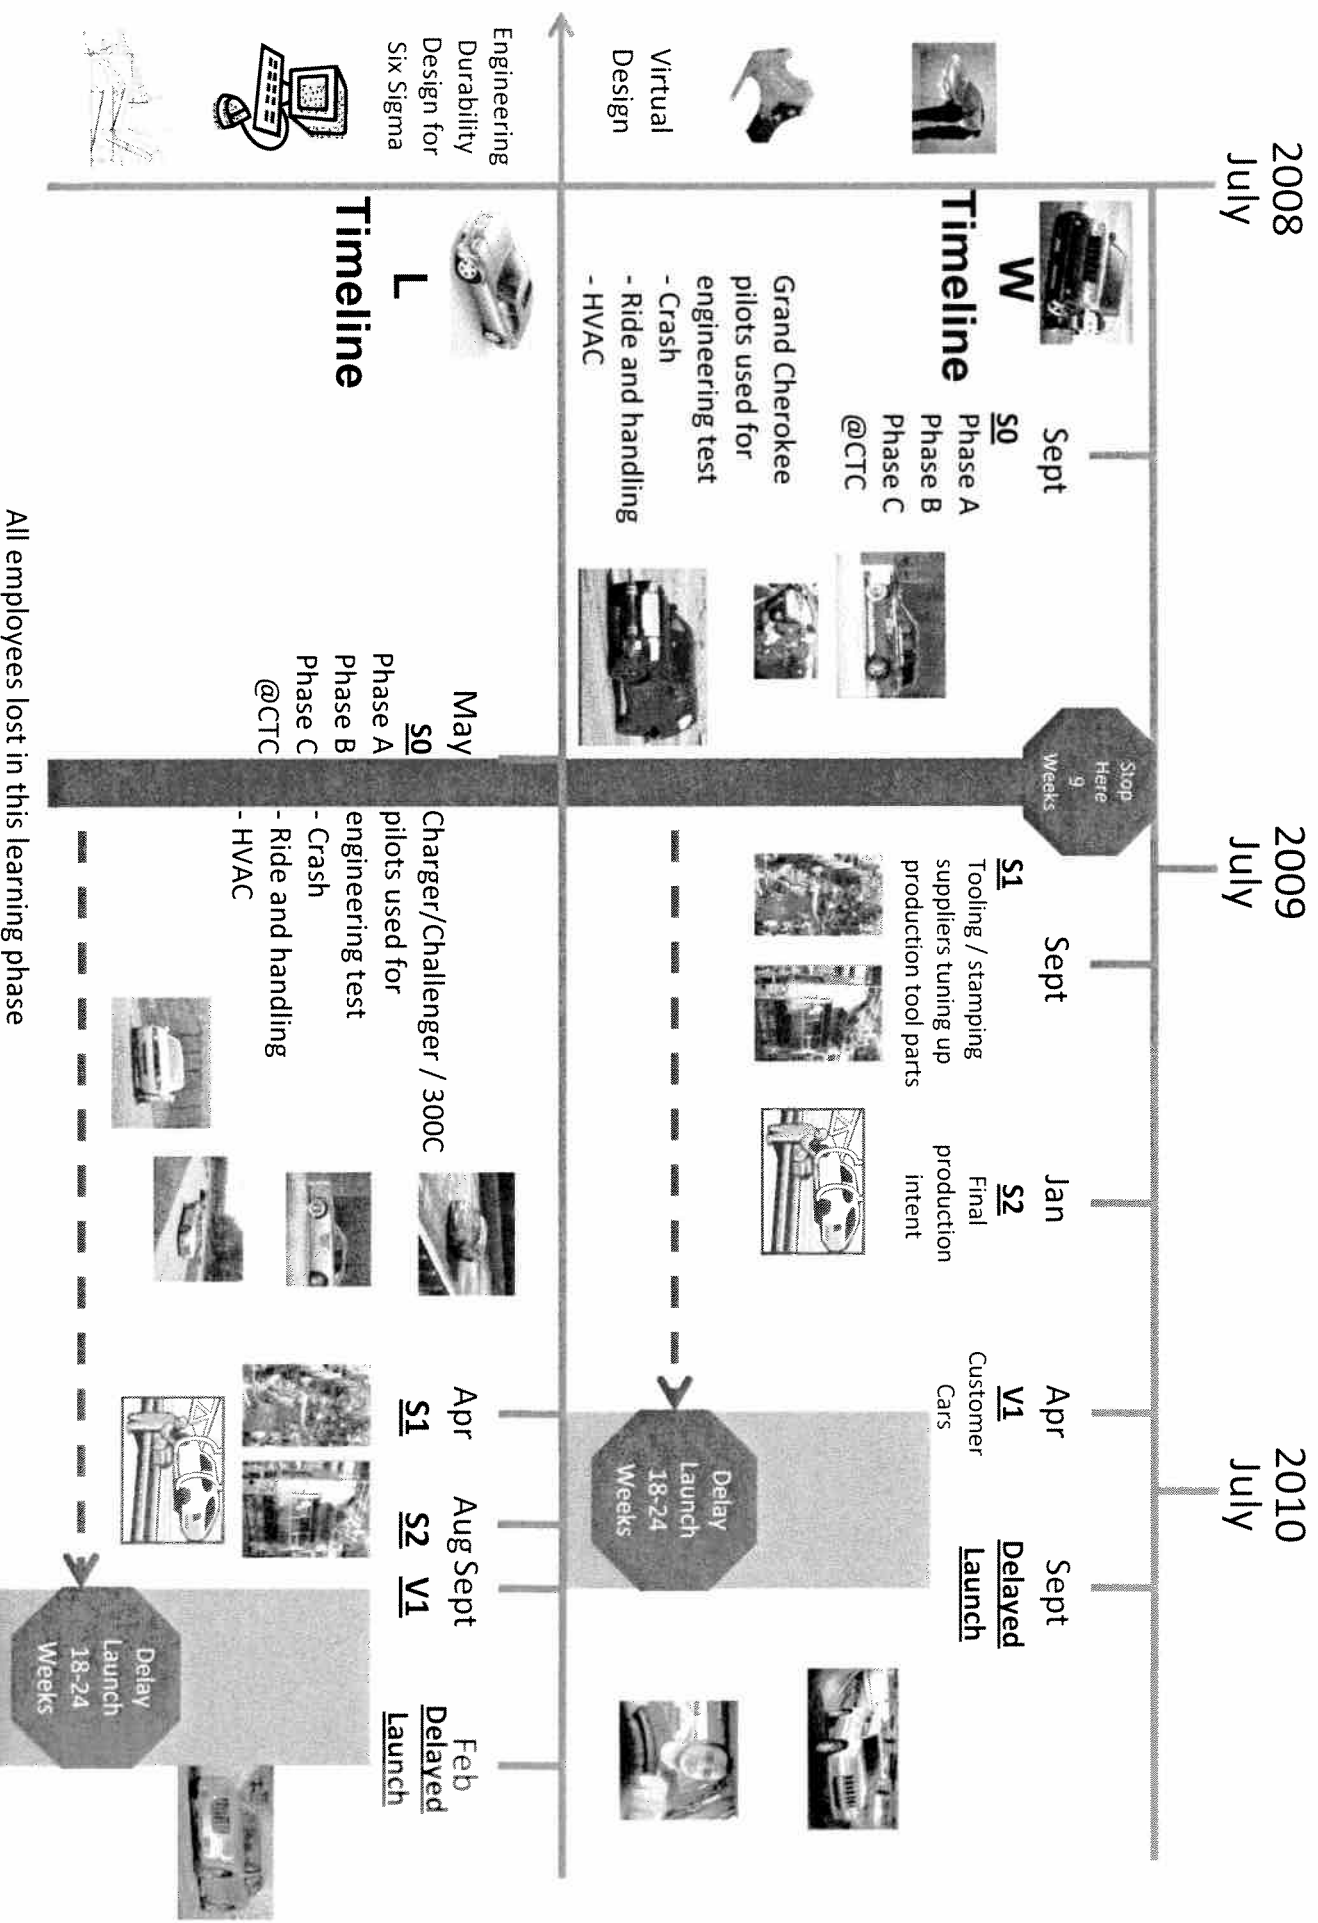 2008
July
2009
July
2010
July
W
Timeline
Sept
S0
Phase A
Phase B
Phase C
@CTC
Grand Cherokee
pilots used for
engineering test
- Crash
- Ride and handling
- HVAC
Stop
Here
9
Weeks
Sept
S1
Tooling / stamping
suppliers tuning up
production tool parts
Jan
S2
Final
production
intent
Apr
V1
Customer
Cars
Sept
Delayed
Launch
Delay
Launch
18-24
Weeks
Virtual
Design
Engineering
Durability
Design for
Six Sigma
L
Timeline
May
S0
Phase A
Phase B
Phase C
@CTC
Charger/Challenger / 300C
pilots used for
engineering test
- Crash
- Ride and handling
- HVAC
Apr
S1
Aug
S2
Sept
V1
Feb
Delayed
Launch
Delay
Launch
18-24
Weeks
All employees lost in this learning phase